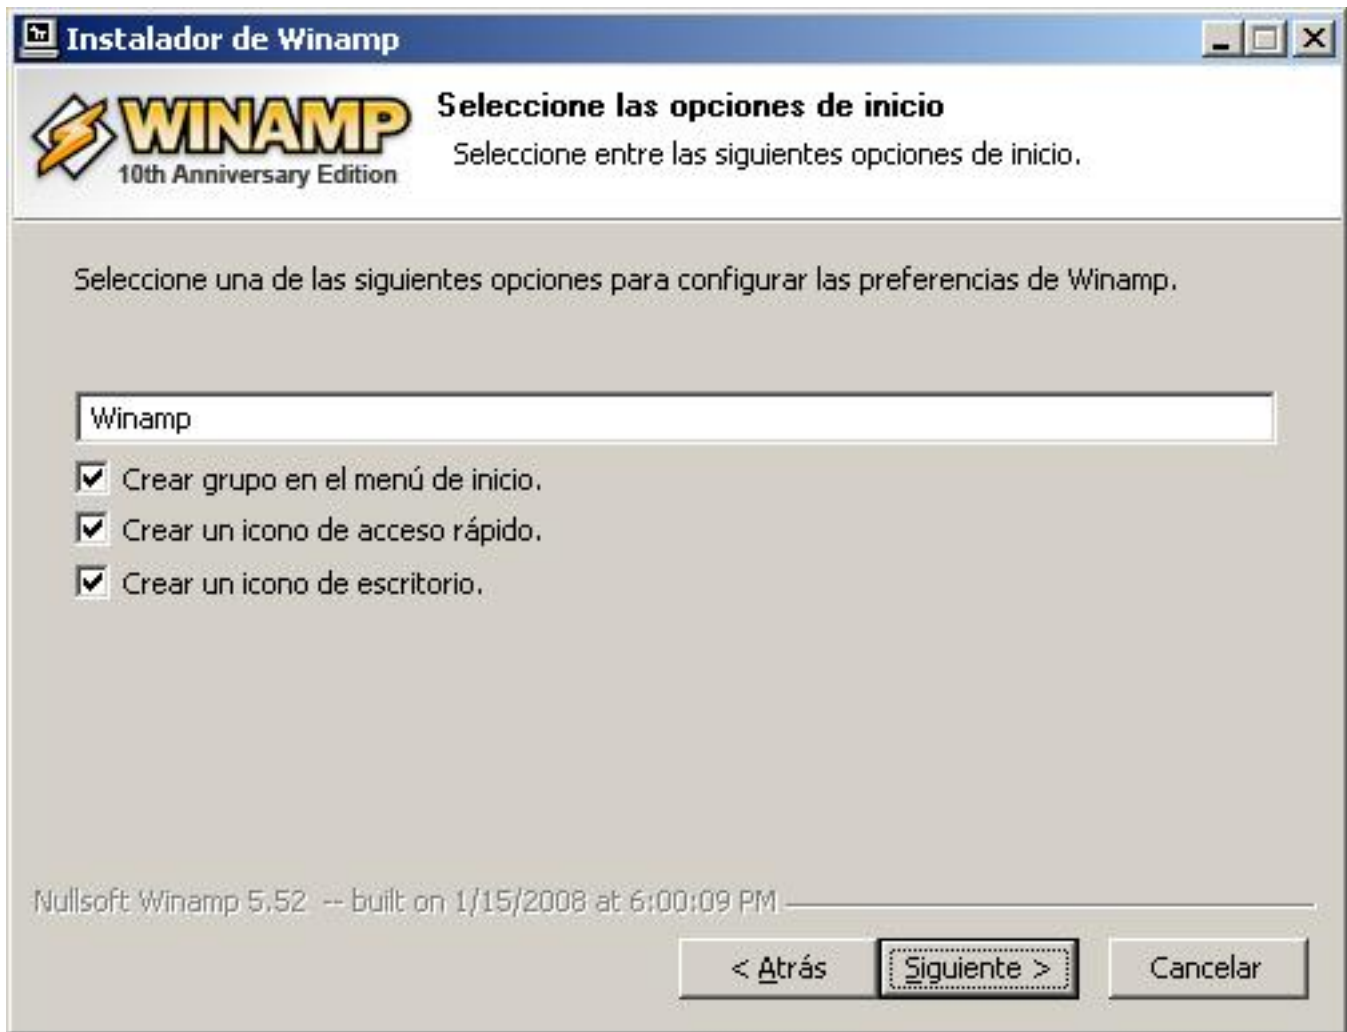 Instalador de Winamp
WINAMP
10th Anniversary Edition
Seleccione las opciones de inicio
Seleccione entre las siguientes opciones de inicio.
Seleccione una de las siguientes opciones para configurar las preferencias de Winamp.
Winamp
Crear grupo en el menú de inicio.
Crear un icono de acceso rápido.
Crear un icono de escritorio.
Nullsoft Winamp 5.52 -- built on 1/15/2008 at 6:00:09 PM
< Atrás
Siguiente >
Cancelar